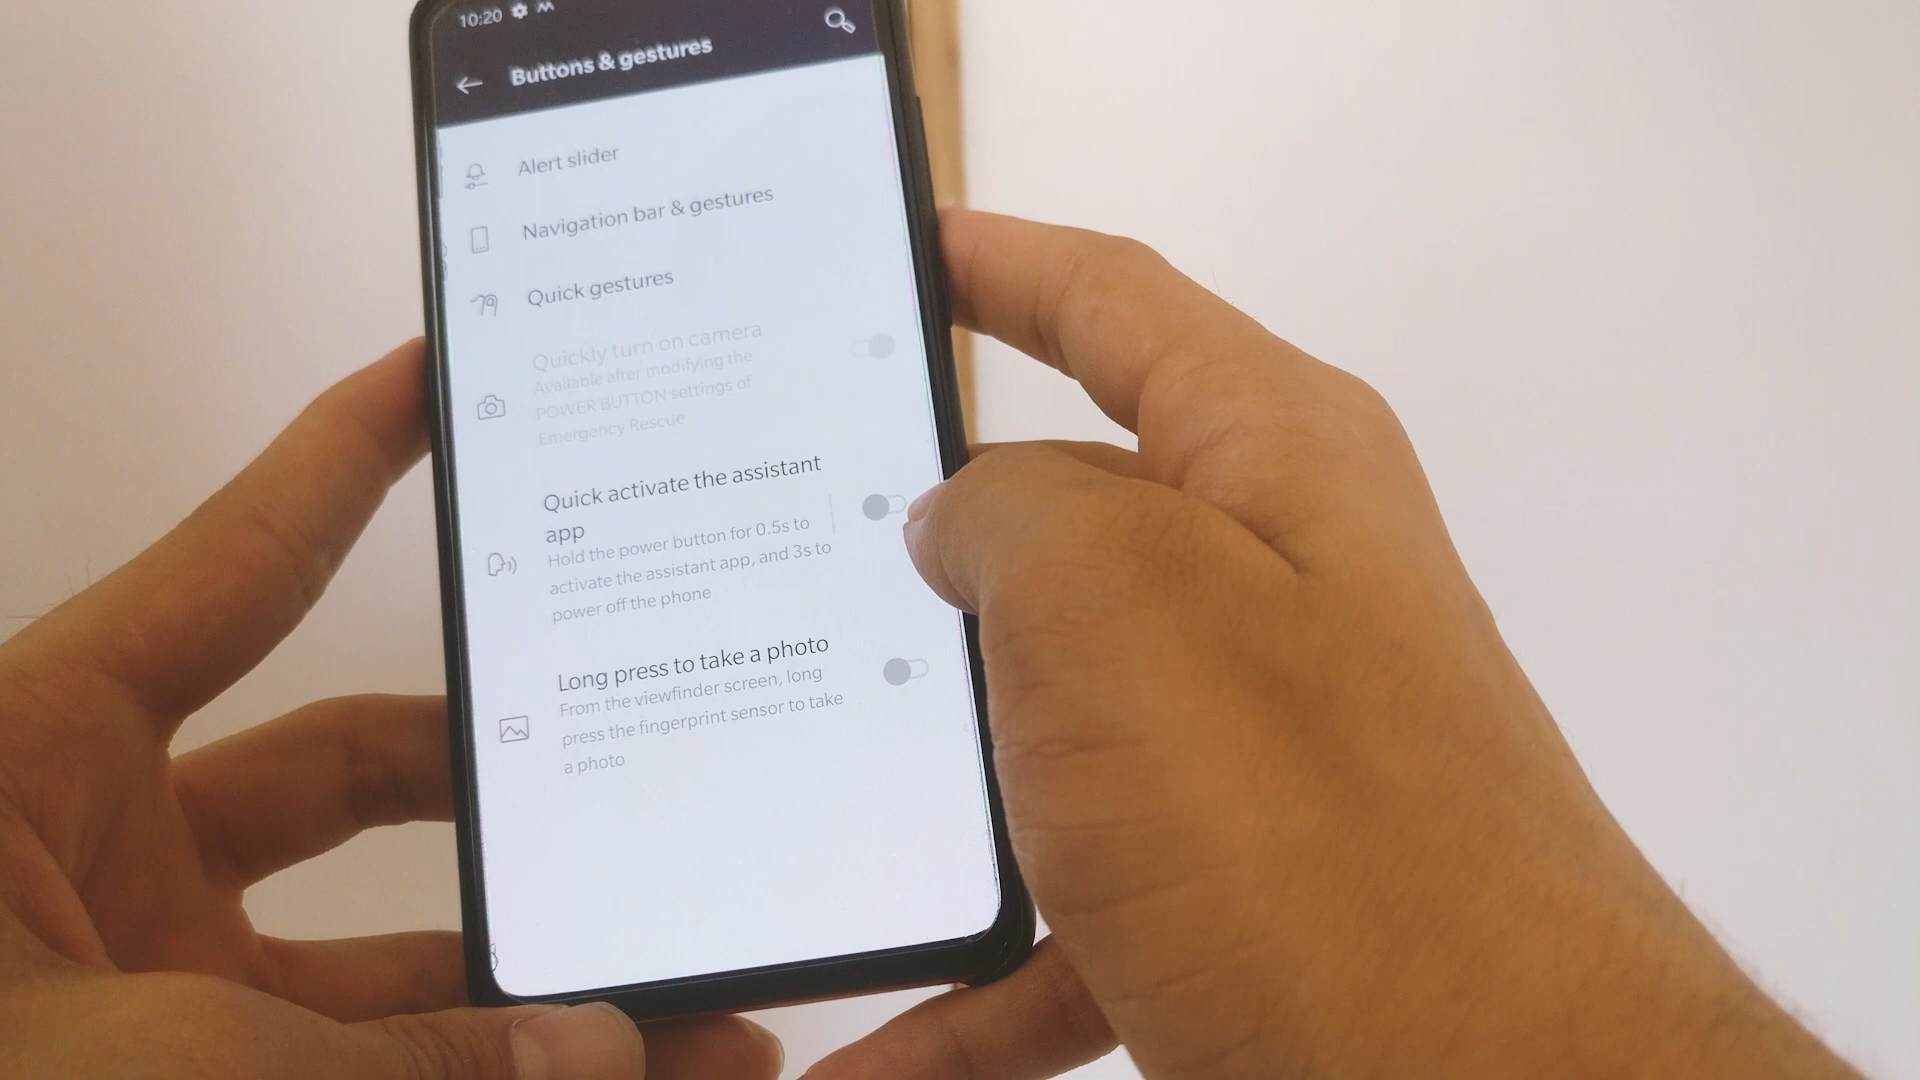 10:20
Buttons & gestures
Alert slider
Navigation bar & gestures
Quick gestures
Quickly turn on camera
Available after modifying the
POWER BUTTON settings of
Emergency Rescue
Quick activate the assistant
app
Hold the power button for 0.5s to
activate the assistant app, and 3s to
power off the phone
Long press to take a photo
From the viewfinder screen, long
press the fingerprint sensor to take
a photo